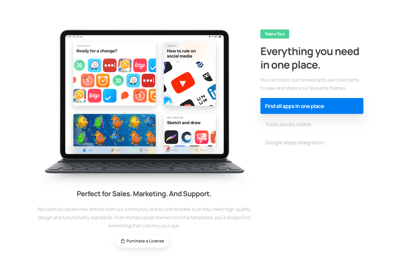 Ready for a change?
How to rule on
social media
Sketch and draw
Take a Tour
Everything you need
in one place.
You can check our reviews and use collections
to save and share your favourite themes
Find all apps in one place
Track stocks online
Google Maps integration
Perfect for Sales. Marketing. And Support.
We carefully review new entries from our community one by one to make sure they meet high-quality
design and functionality standards. From multipurpose themes to niche templates, you'll always find
something that catches your eye.
Purchase a License